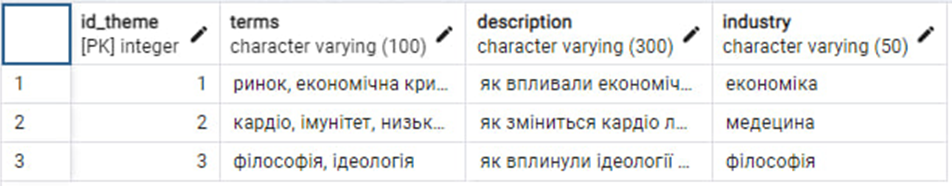 id_theme terms description industry
[PK] integer character varying (100) character varying (300) character varying (50)
1 1 ринок, економічна кри... як впливали економіч... економіка
2 2 кардіо, імунітет, низьк... як зміниться кардіо л... медецина
3 3 філософія, ідеологія як вплинули ідеології ... філософія